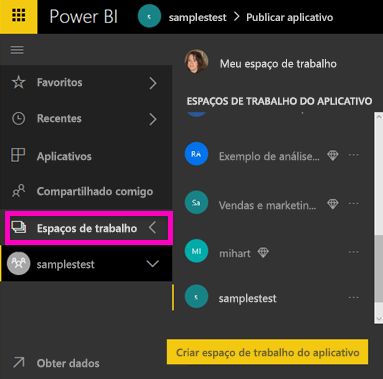 Power BI
s
samplestest > Publicar aplicativo
Favoritos
Recentes
Aplicativos
Compartilhado comigo
Espaços de trabalho
samplestest
Obter dados
Meu espaço de trabalho
ESPAÇOS DE TRABALHO DO APLICATIVO
RA Exemplo de análise... ...
Sa Vendas e marketin... ...
MI mihart ...
s samplestest ...
Criar espaço de trabalho do aplicativo